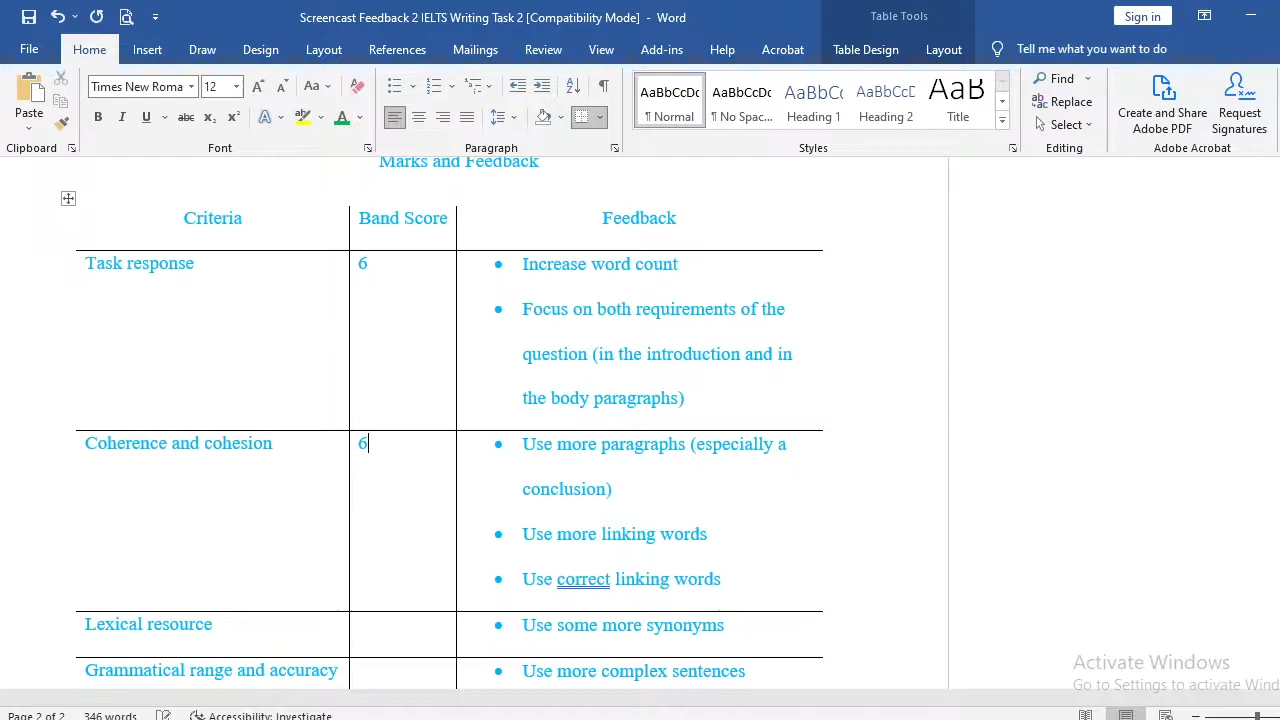 Screencast Feedback 2 IELTS Writing Task 2 [Compatibility Mode] - Word
Table Tools
Sign in
File Home Insert Draw Design Layout References Mailings Review View Add-ins Help Acrobat Table Design Layout Tell me what you want to do
Paste
Times New Roma 12
Aa
AaBbCcDc AaBbCcDc AaBbCc AaBbCcD AaB
¶ Normal ¶ No Spac... Heading 1 Heading 2 Title
Find
Replace
Select
Create and Share Adobe PDF
Request Signatures
Clipboard Font Paragraph Styles Editing Adobe Acrobat
Marks and Feedback
Criteria Band Score Feedback
Task response 6 • Increase word count
• Focus on both requirements of the
question (in the introduction and in
the body paragraphs)
Coherence and cohesion 6 • Use more paragraphs (especially a
conclusion)
• Use more linking words
• Use correct linking words
Lexical resource • Use some more synonyms
Grammatical range and accuracy • Use more complex sentences
Activate Windows
Go to Settings to activate Wind
Page 2 of 2 346 words Accessibility: Investigate